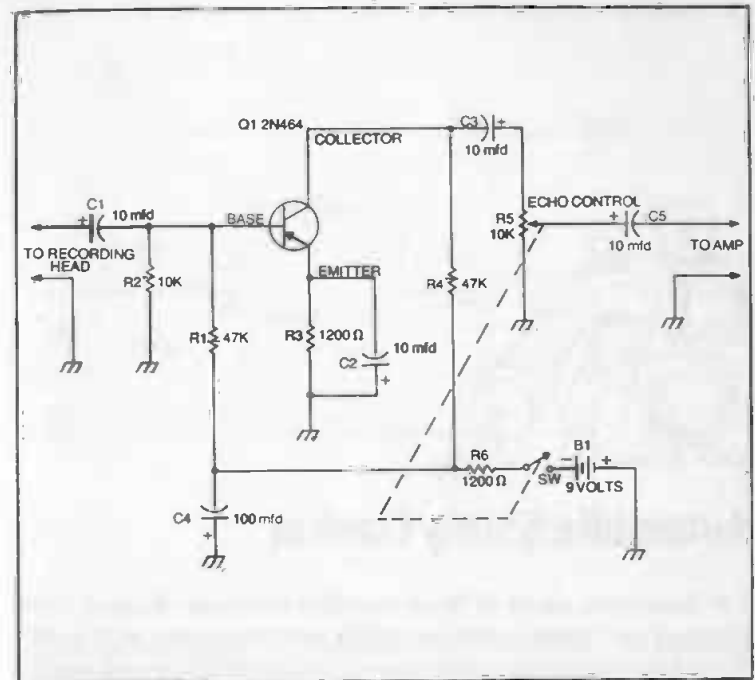 Q1 2N464
COLLECTOR
C3 +
10 mfd
C1
+ 10 mfd
BASE
ECHO CONTROL
R5
10K
+ C5
10 mfd
TO RECORDING
HEAD
TO AMP
R2 10K
EMITTER
R4 47K
R1 47K
R3 1200 Ω
10 mfd
C2 +
R6
1200 Ω
SW
B1
− +
9 VOLTS
C4 100 mfd
+